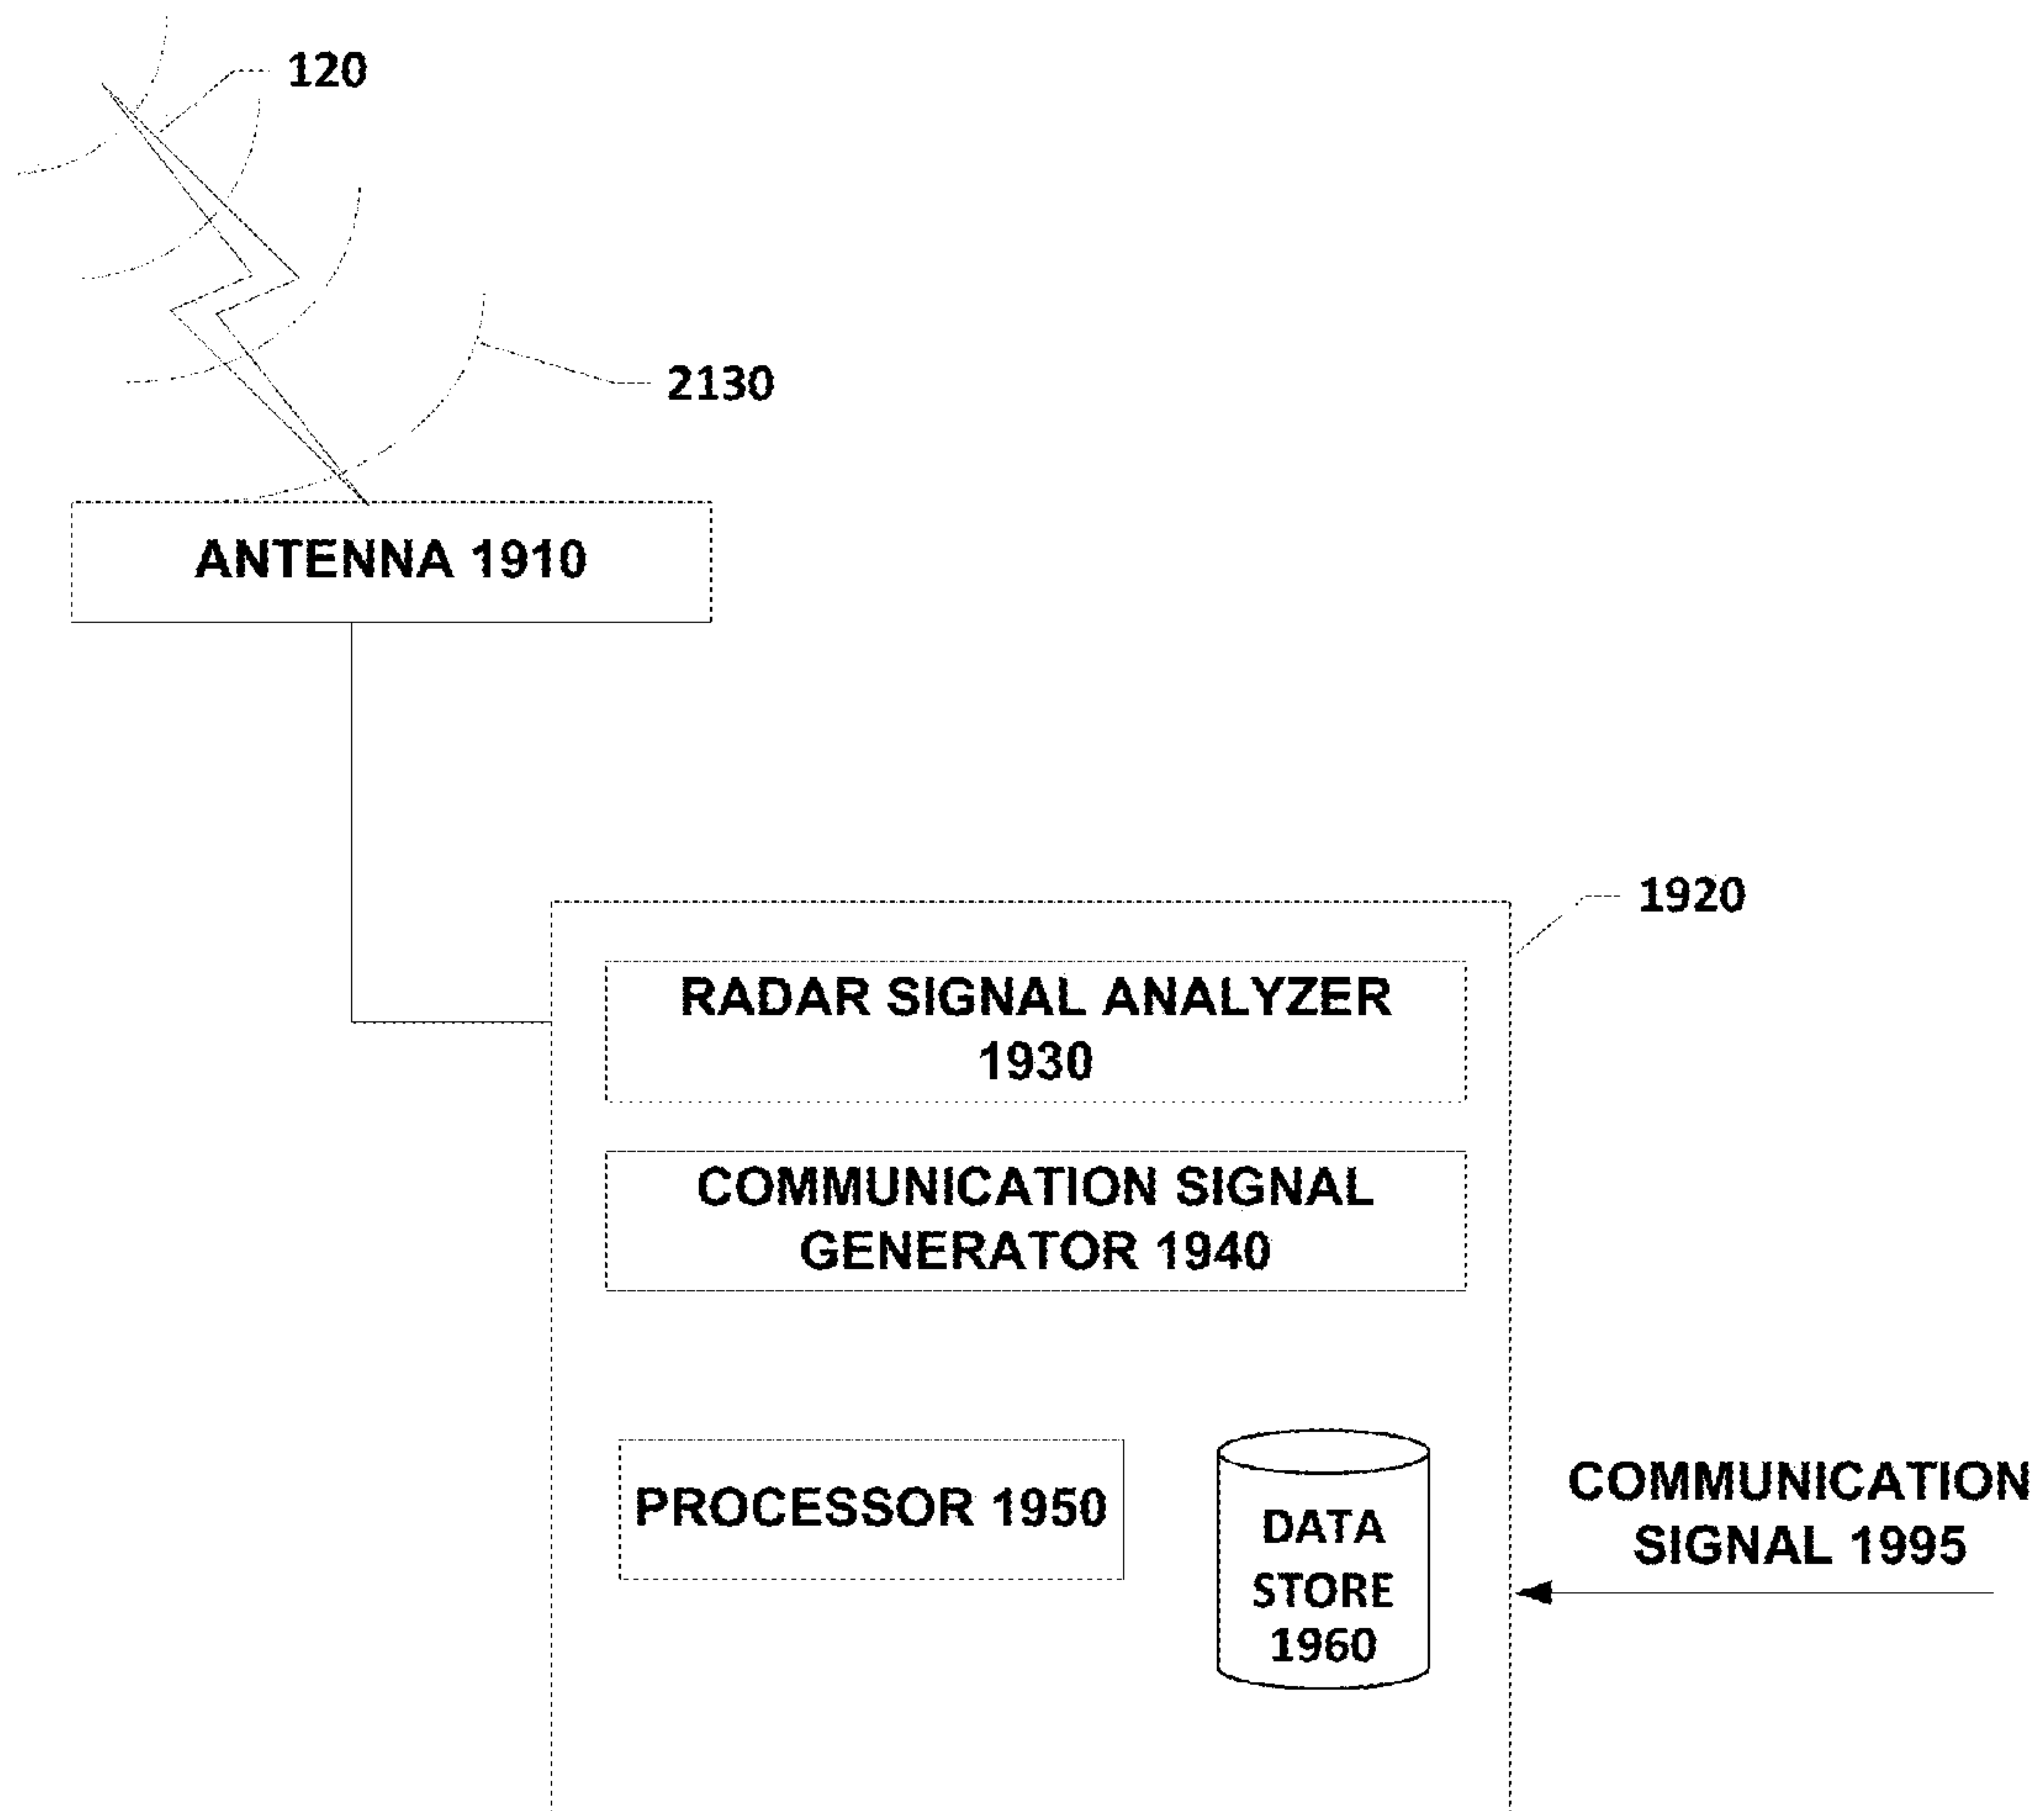 120
2130
ANTENNA 1910
1920
RADAR SIGNAL ANALYZER
1930
COMMUNICATION SIGNAL
GENERATOR 1940
PROCESSOR 1950
DATA
STORE
1960
COMMUNICATION
SIGNAL 1995